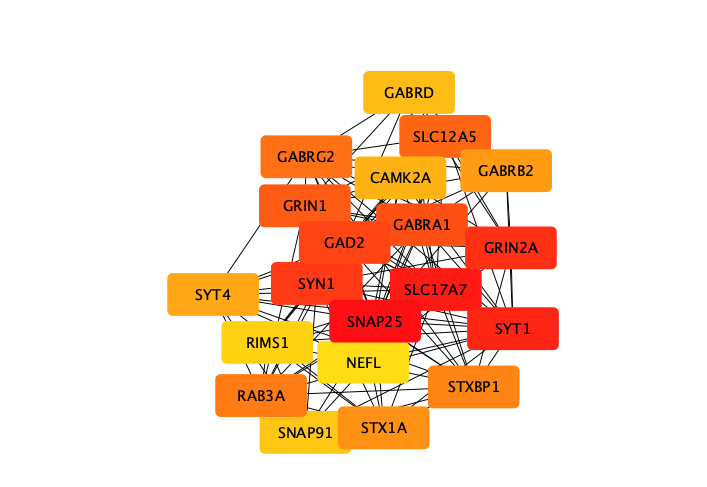 GABRD
SLC12A5
GABRG2
GABRB2
CAMK2A
GRIN1
GABRA1
GAD2
GRIN2A
SYN1
SLC17A7
SYT4
SNAP25
SYT1
RIMS1
NEFL
STXBP1
RAB3A
STX1A
SNAP91